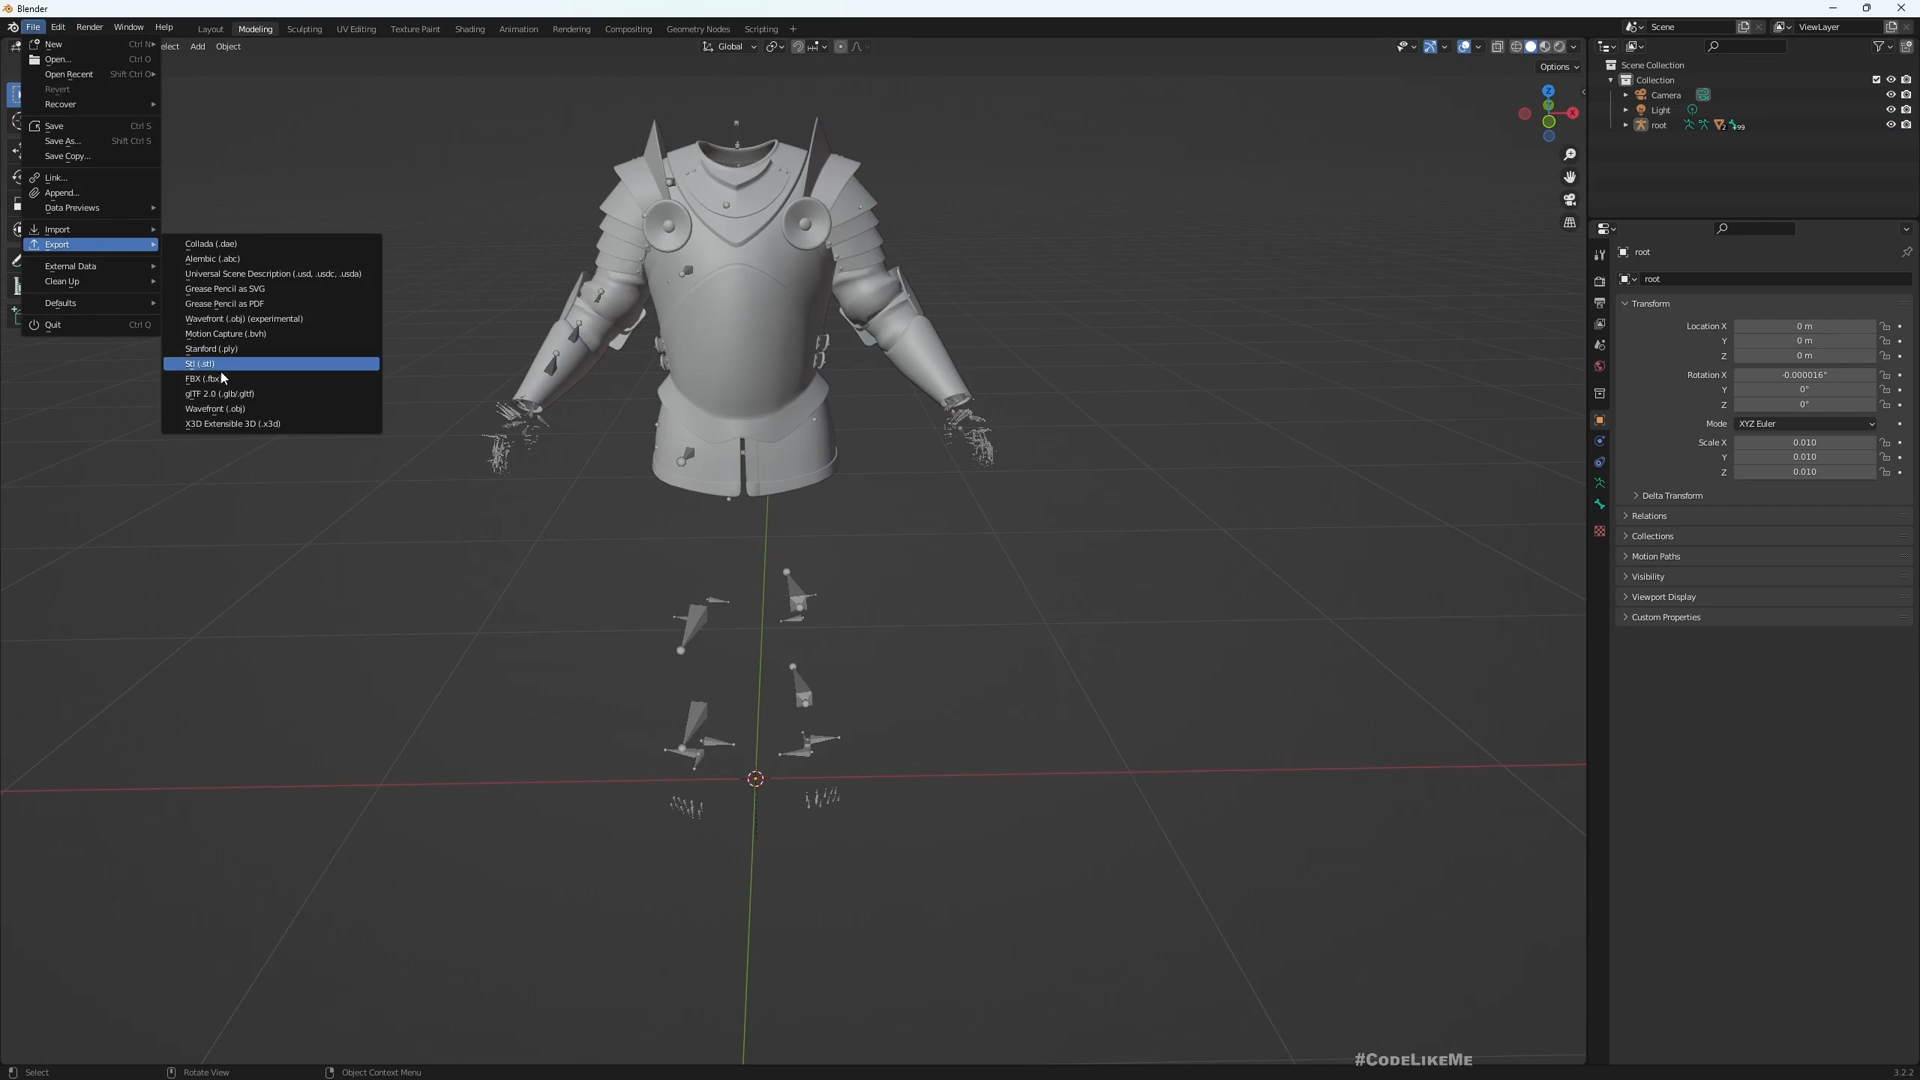 Blender
File Edit Render Window Help Layout Modeling Sculpting UV Editing Texture Paint Shading Animation Rendering Compositing Geometry Nodes Scripting + Scene ViewLayer
elect Add Object Global
Options
New Ctrl N
Open... Ctrl O
Open Recent Shift Ctrl O
Revert
Recover
Save Ctrl S
Save As... Shift Ctrl S
Save Copy...
Link...
Append...
Data Previews
Import
Export
External Data
Clean Up
Defaults
Quit Ctrl Q
Collada (.dae)
Alembic (.abc)
Universal Scene Description (.usd, .usdc, .usda)
Grease Pencil as SVG
Grease Pencil as PDF
Wavefront (.obj) (experimental)
Motion Capture (.bvh)
Stanford (.ply)
Stl (.stl)
FBX (.fbx)
glTF 2.0 (.glb/.gltf)
Wavefront (.obj)
X3D Extensible 3D (.x3d)
Z
X
Scene Collection
Collection
Camera
Light
root 2 99
root
root
Transform
Location X 0 m
Y 0 m
Z 0 m
Rotation X -0.000016°
Y 0°
Z 0°
Mode XYZ Euler
Scale X 0.010
Y 0.010
Z 0.010
Delta Transform
Relations
Collections
Motion Paths
Visibility
Viewport Display
Custom Properties
#CodeLikeMe
Select Rotate View Object Context Menu 3.2.2